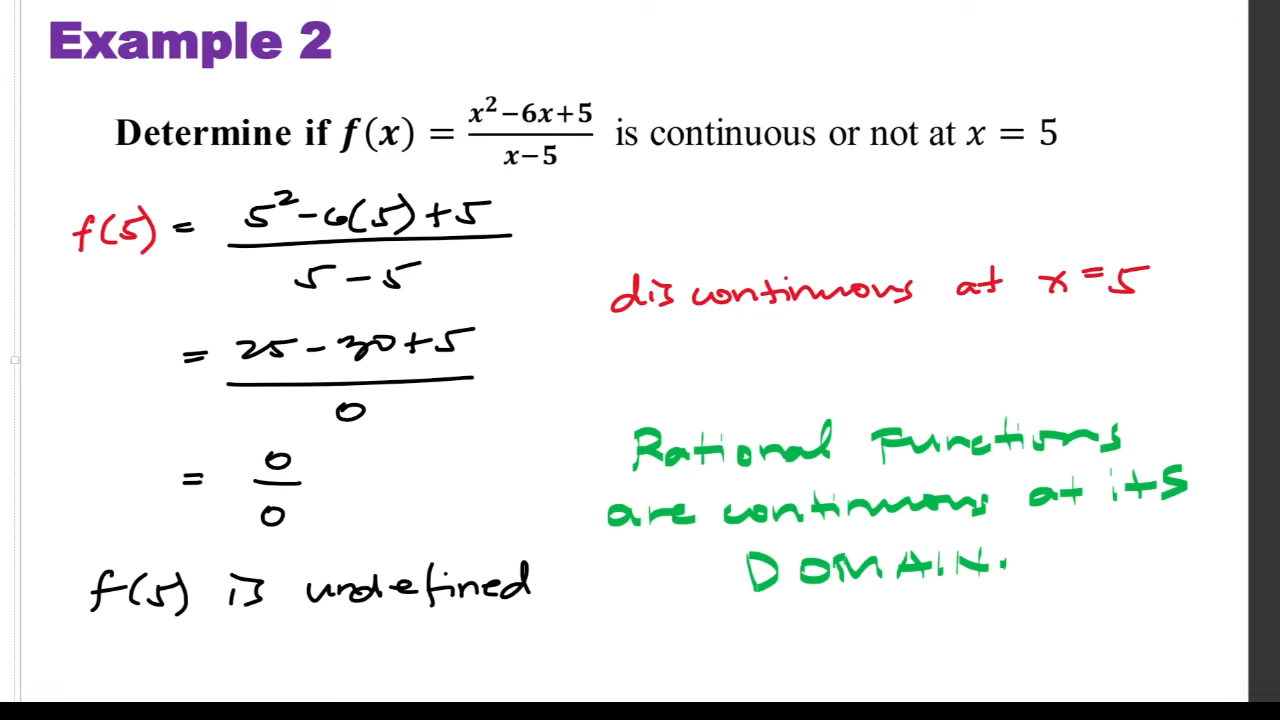 Example 2
Determine if f(x) = (x² − 6x + 5)/(x − 5) is continuous or not at x = 5
f(5) = (5² − 6(5) + 5)/(5 − 5)
discontinuous at x = 5
= (25 − 30 + 5)/0
Rational Functions
= 0/0
are continuous at its
DOMAIN.
f(5) is undefined